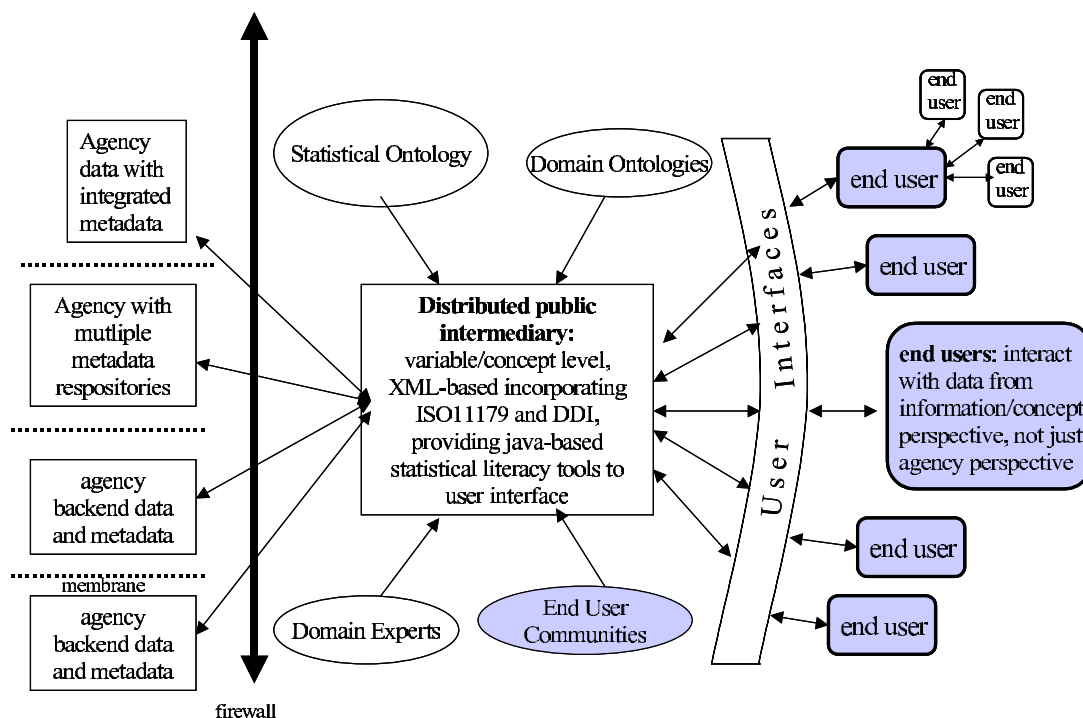 Agency
data with
integrated
metadata
Agency with
mutliple
metadata
respositories
agency
backend data
and metadata
membrane
agency
backend data
and metadata
firewall
Statistical Ontology
Domain Ontologies
Distributed public
intermediary:
variable/concept level,
XML-based incorporating
ISO11179 and DDI,
providing java-based
statistical literacy tools to
user interface
Domain Experts
End User
Communities
User Interfaces
end
user
end
user
end
user
end user
end user
end users: interact
with data from
information/concept
perspective, not just
agency perspective
end user
end user